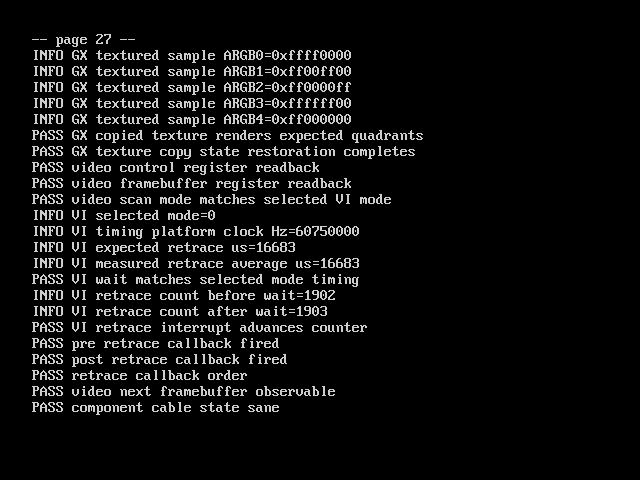 -- page 27 --
INFO GX textured sample ARGB0=0xffff0000
INFO GX textured sample ARGB1=0xff00ff00
INFO GX textured sample ARGB2=0xff0000ff
INFO GX textured sample ARGB3=0xffffff00
INFO GX textured sample ARGB4=0xff000000
PASS GX copied texture renders expected quadrants
PASS GX texture copy state restoration completes
PASS video control register readback
PASS video framebuffer register readback
PASS video scan mode matches selected VI mode
INFO VI selected mode=0
INFO VI timing platform clock Hz=60750000
INFO VI expected retrace us=16683
INFO VI measured retrace average us=16683
PASS VI wait matches selected mode timing
INFO VI retrace count before wait=1902
INFO VI retrace count after wait=1903
PASS VI retrace interrupt advances counter
PASS pre retrace callback fired
PASS post retrace callback fired
PASS retrace callback order
PASS video next framebuffer observable
PASS component cable state sane